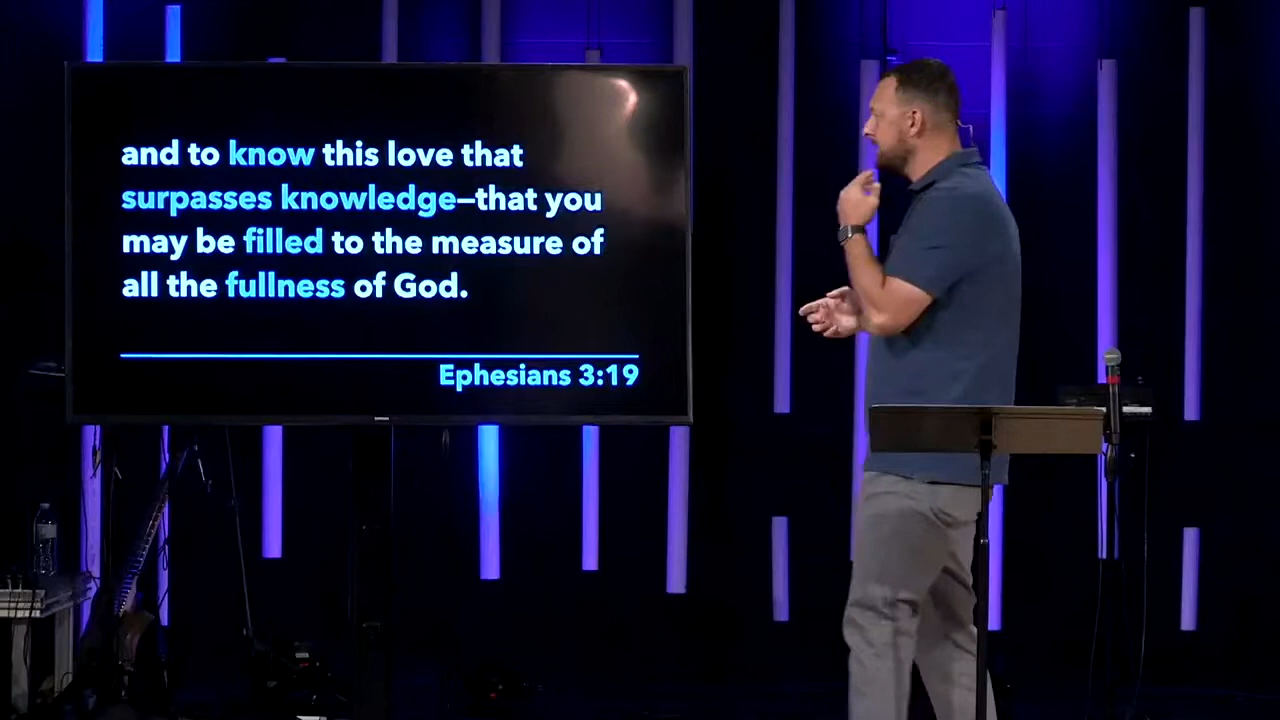 and to know this love that
surpasses knowledge–that you
may be filled to the measure of
all the fullness of God.
Ephesians 3:19